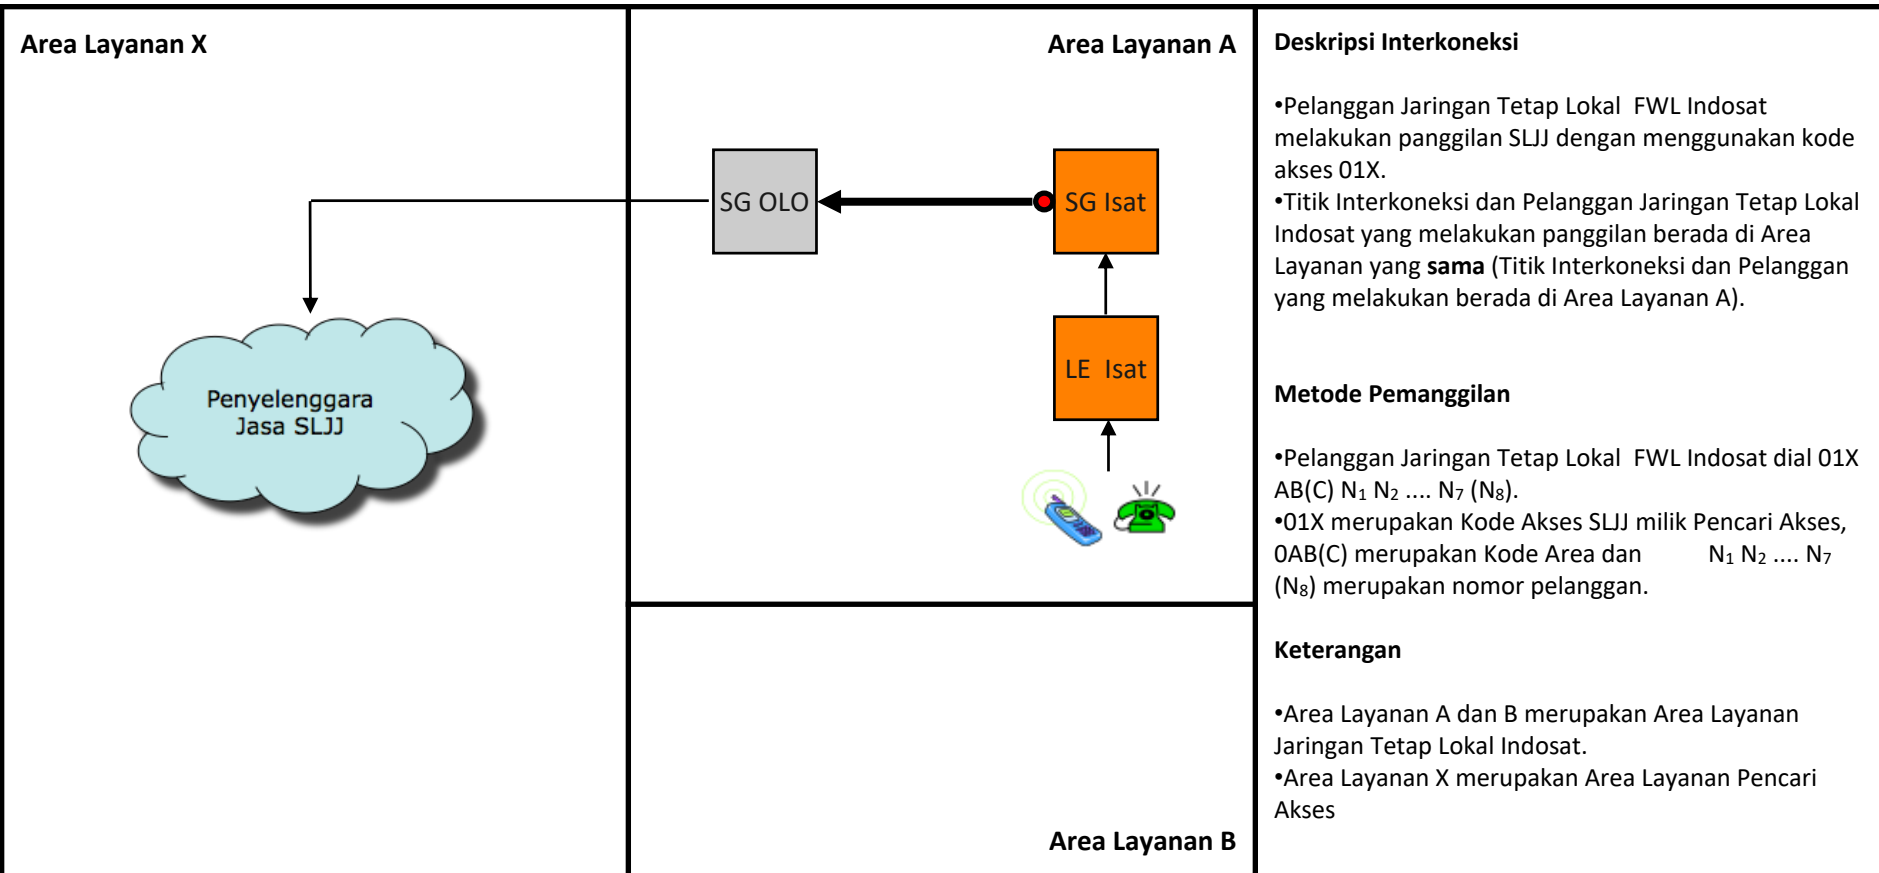 Area Layanan X
Area Layanan A
SG OLO
SG Isat
LE Isat
Penyelenggara
Jasa SLJJ
Area Layanan B
Deskripsi Interkoneksi
•Pelanggan Jaringan Tetap Lokal FWL Indosat
melakukan panggilan SLJJ dengan menggunakan kode
akses 01X.
•Titik Interkoneksi dan Pelanggan Jaringan Tetap Lokal
Indosat yang melakukan panggilan berada di Area
Layanan yang sama (Titik Interkoneksi dan Pelanggan
yang melakukan berada di Area Layanan A).
Metode Pemanggilan
•Pelanggan Jaringan Tetap Lokal FWL Indosat dial 01X
AB(C) N₁ N₂ .... N₇ (N₈).
•01X merupakan Kode Akses SLJJ milik Pencari Akses,
0AB(C) merupakan Kode Area dan N₁ N₂ .... N₇
(N₈) merupakan nomor pelanggan.
Keterangan
•Area Layanan A dan B merupakan Area Layanan
Jaringan Tetap Lokal Indosat.
•Area Layanan X merupakan Area Layanan Pencari
Akses